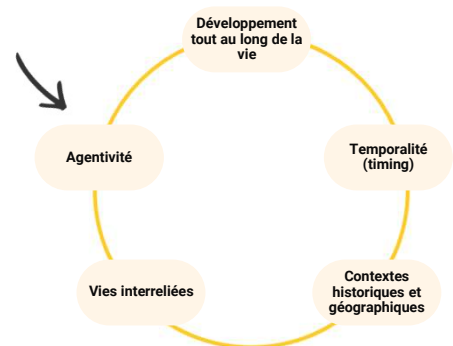 Développement
tout au long de la
vie
Agentivité
Temporalité
(timing)
Vies interreliées
Contextes
historiques et
géographiques